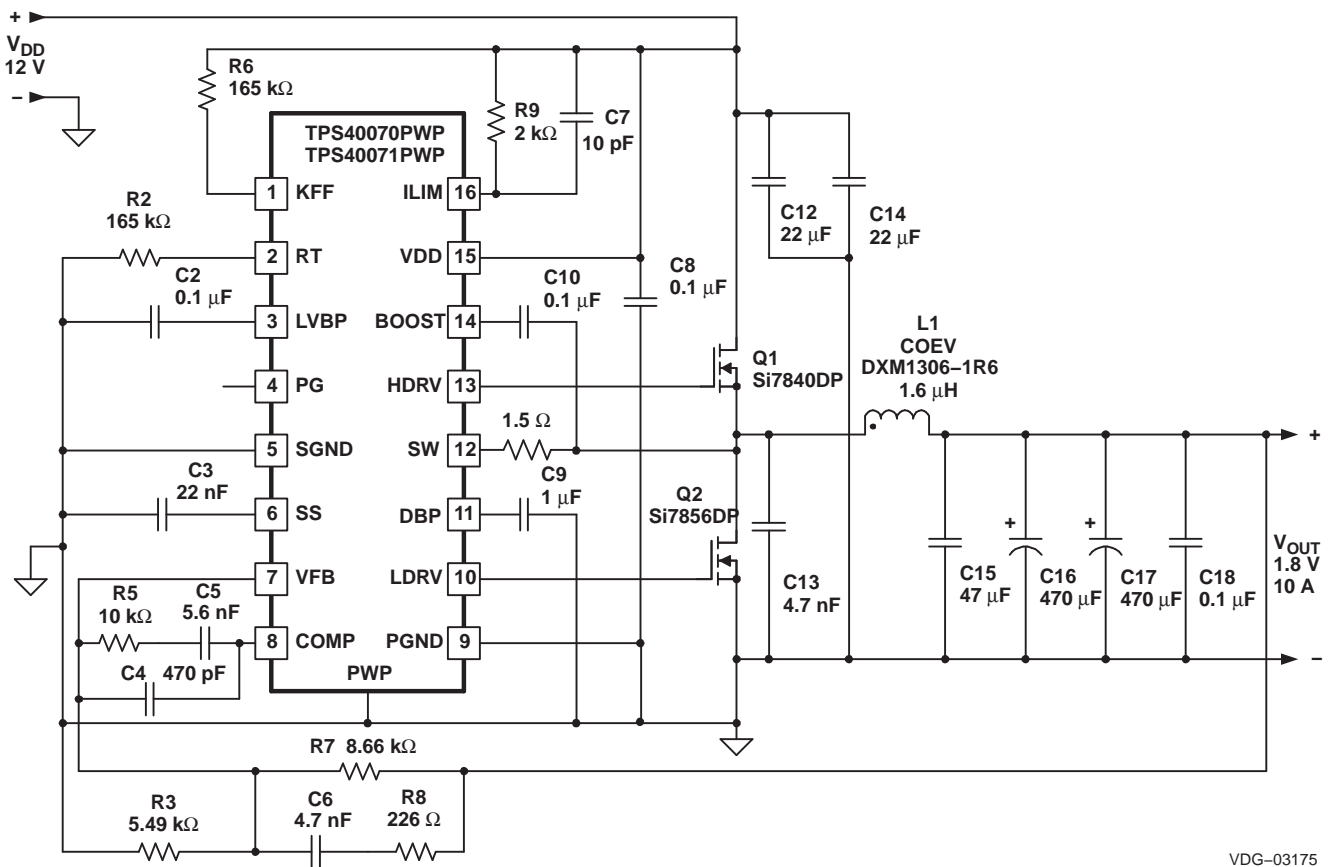 +
V_DD
12 V
−
R6
165 kΩ
TPS40070PWP
TPS40071PWP
R9
2 kΩ
C7
10 pF
1 KFF
ILIM 16
R2
165 kΩ
2 RT
VDD 15
C12
22 μF
C14
22 μF
C2
0.1 μF
3 LVBP
BOOST 14
C10
0.1 μF
C8
0.1 μF
4 PG
HDRV 13
Q1
Si7840DP
L1
COEV
DXM1306–1R6
1.6 μH
5 SGND
SW 12
1.5 Ω
+
C3
22 nF
6 SS
DBP 11
C9
1 μF
Q2
Si7856DP
7 VFB
LDRV 10
C13
4.7 nF
C15
47 μF
+
C16
470 μF
+
C17
470 μF
C18
0.1 μF
V_OUT
1.8 V
10 A
R5
10 kΩ
C5
5.6 nF
8 COMP
PGND 9
−
C4 470 pF
PWP
R7 8.66 kΩ
R3
5.49 kΩ
C6
4.7 nF
R8
226 Ω
VDG–03175